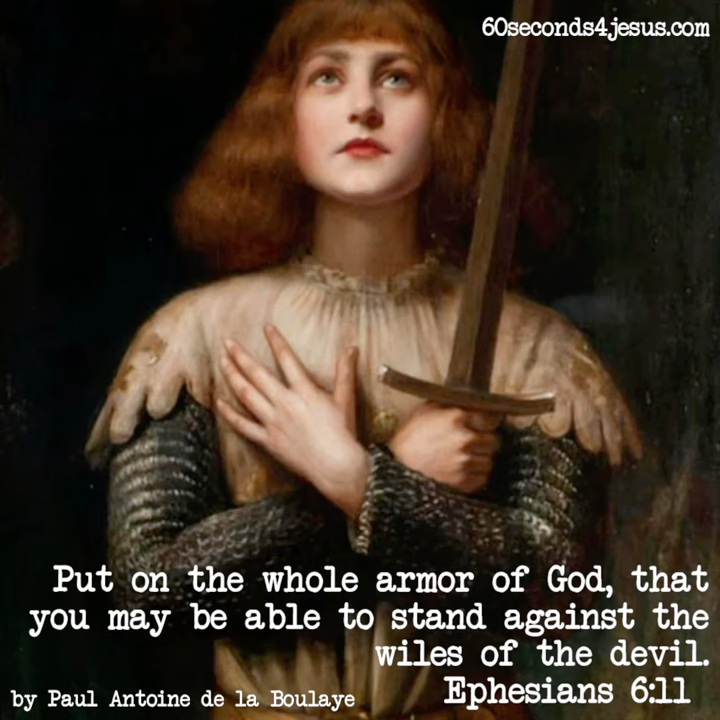 60seconds4jesus.com
Put on the whole armor of God, that
you may be able to stand against the
wiles of the devil.
Ephesians 6:11
by Paul Antoine de la Boulaye